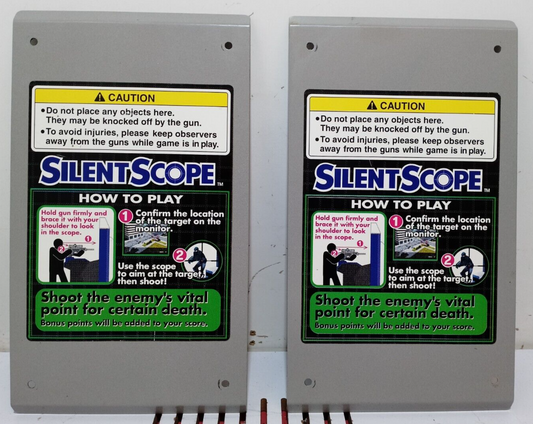 ⚠ CAUTION
•Do not place any objects here.
They may be knocked off by the gun.
•To avoid injuries, please keep observers
away from the guns while game is in play.
SILENT SCOPE™
HOW TO PLAY
Hold gun firmly and
brace it with your
shoulder to look
in the scope.
1 Confirm the location
of the target on the
monitor.
2
Use the scope
to aim at the target,
then shoot!
Shoot the enemy's vital
point for certain death.
Bonus points will be added to your score.
⚠ CAUTION
•Do not place any objects here.
They may be knocked off by the gun.
•To avoid injuries, please keep observers
away from the guns while game is in play.
SILENT SCOPE™
HOW TO PLAY
Hold gun firmly and
brace it with your
shoulder to look
in the scope.
1 Confirm the location
of the target on the
monitor.
2
Use the scope
to aim at the target,
then shoot!
Shoot the enemy's vital
point for certain death.
Bonus points will be added to your score.